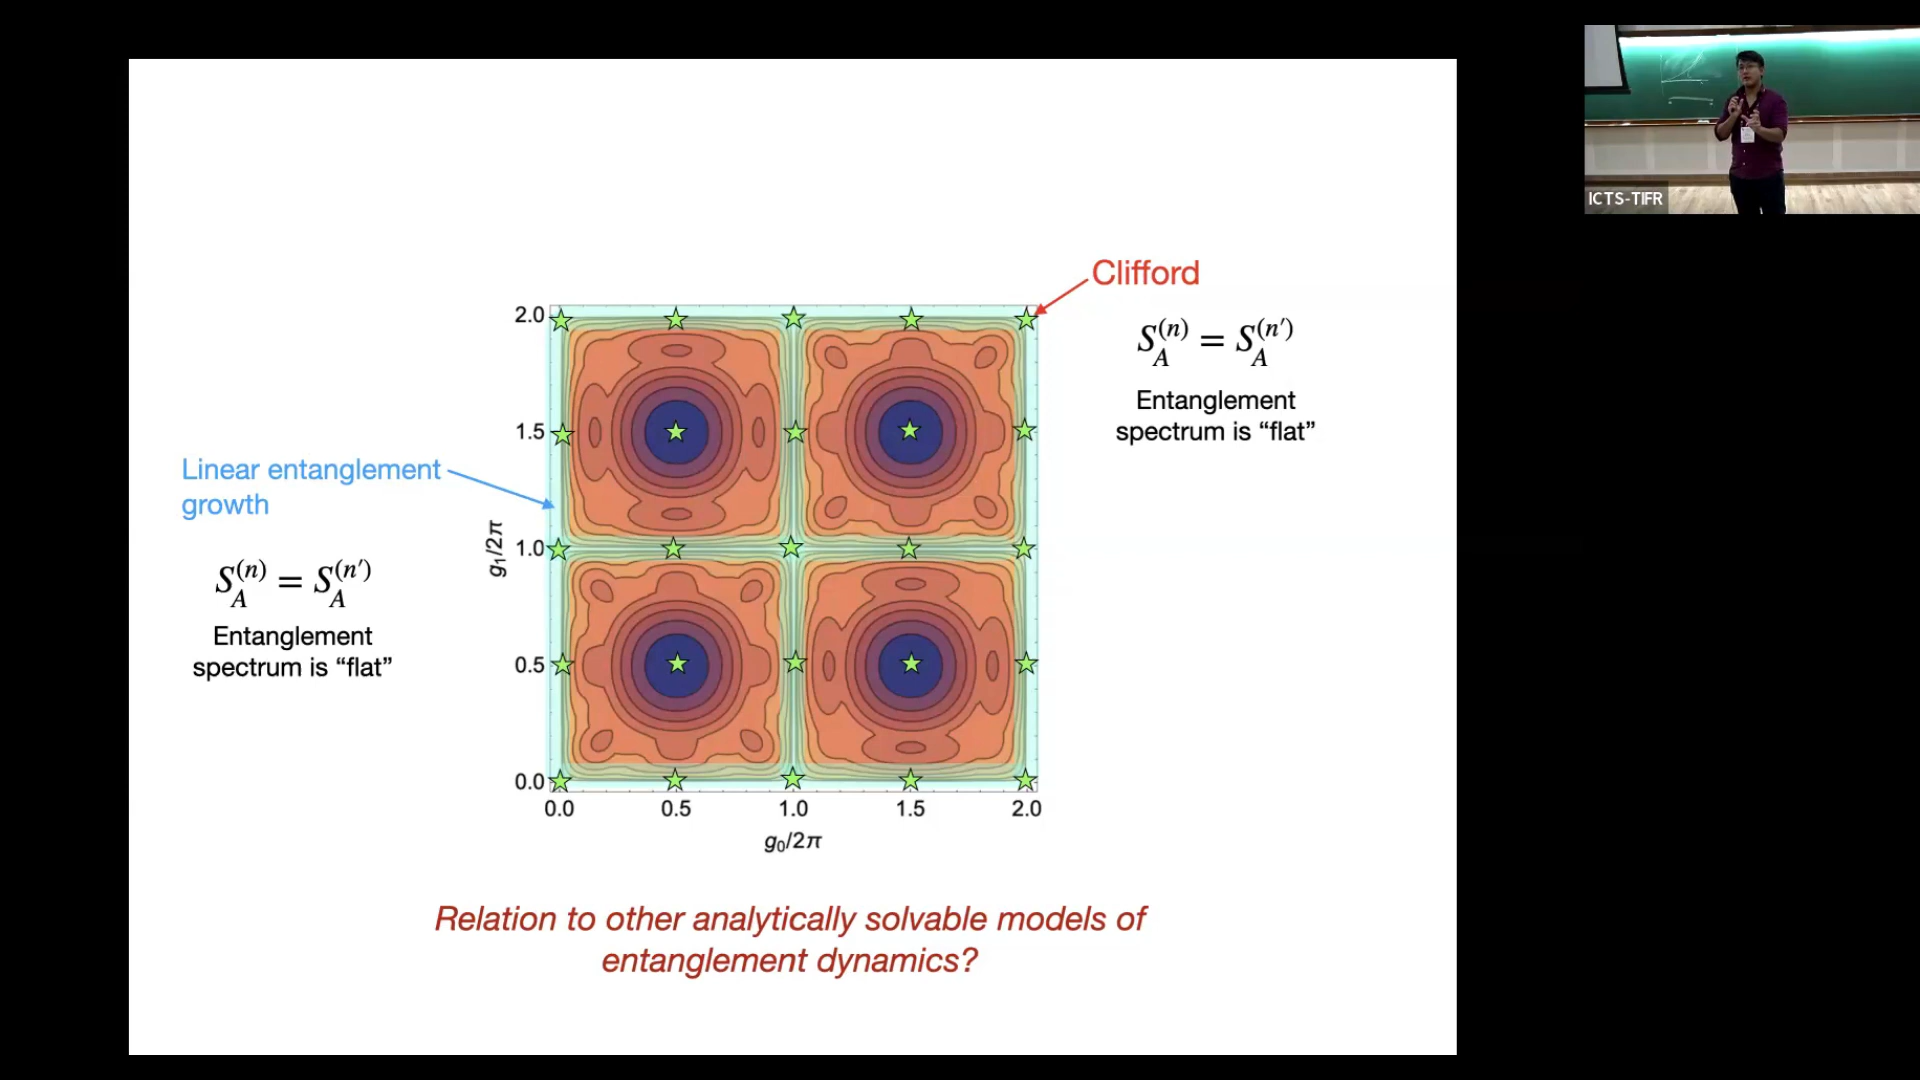 ICTS-TIFR
Clifford
S_A^{(n)} = S_A^{(n')}
Entanglement
spectrum is “flat”
Linear entanglement
growth
S_A^{(n)} = S_A^{(n')}
Entanglement
spectrum is “flat”
g₁/2π
2.0
1.5
1.0
0.5
0.0
0.0 0.5 1.0 1.5 2.0
g₀/2π
Relation to other analytically solvable models of
entanglement dynamics?